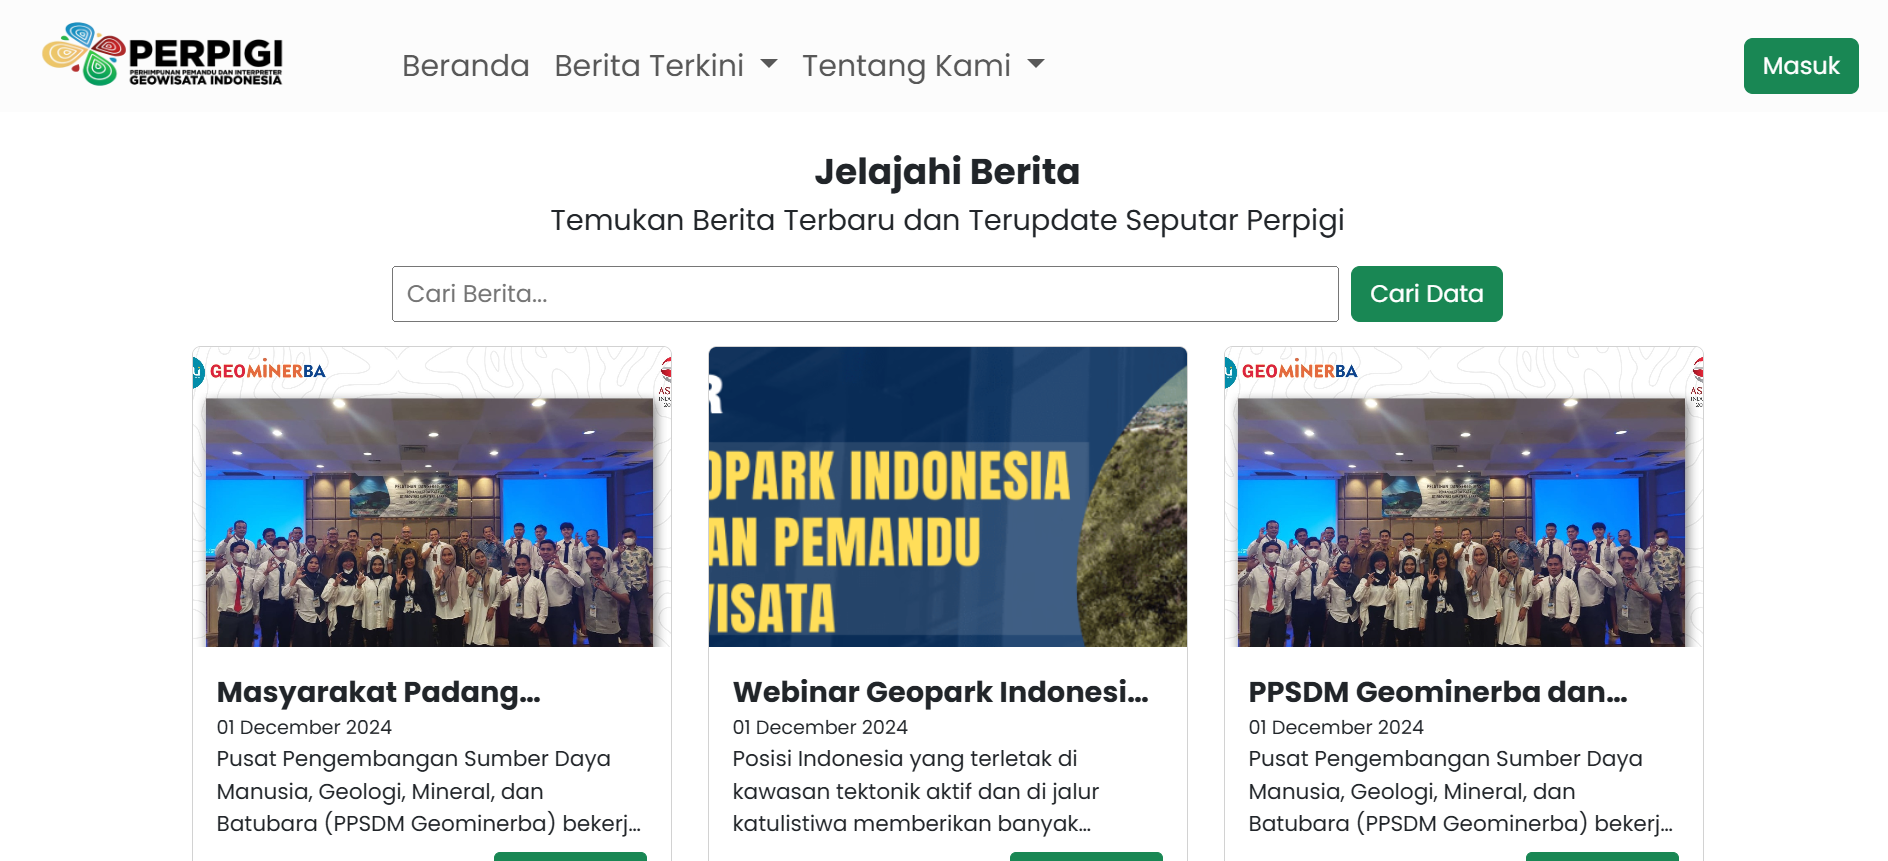 PERPIGI
PERHIMPUNAN PEMANDU DAN INTERPRETER
GEOWISATA INDONESIA
Beranda
Berita Terkini
Tentang Kami
Masuk
Jelajahi Berita
Temukan Berita Terbaru dan Terupdate Seputar Perpigi
Cari Berita...
Cari Data
GEOMINERBA
Masyarakat Padang...
01 December 2024
Pusat Pengembangan Sumber Daya
Manusia, Geologi, Mineral, dan
Batubara (PPSDM Geominerba) bekerj...
R
OPARK INDONESIA
AN PEMANDU
WISATA
Webinar Geopark Indonesi...
01 December 2024
Posisi Indonesia yang terletak di
kawasan tektonik aktif dan di jalur
katulistiwa memberikan banyak...
GEOMINERBA
PPSDM Geominerba dan...
01 December 2024
Pusat Pengembangan Sumber Daya
Manusia, Geologi, Mineral, dan
Batubara (PPSDM Geominerba) bekerj...